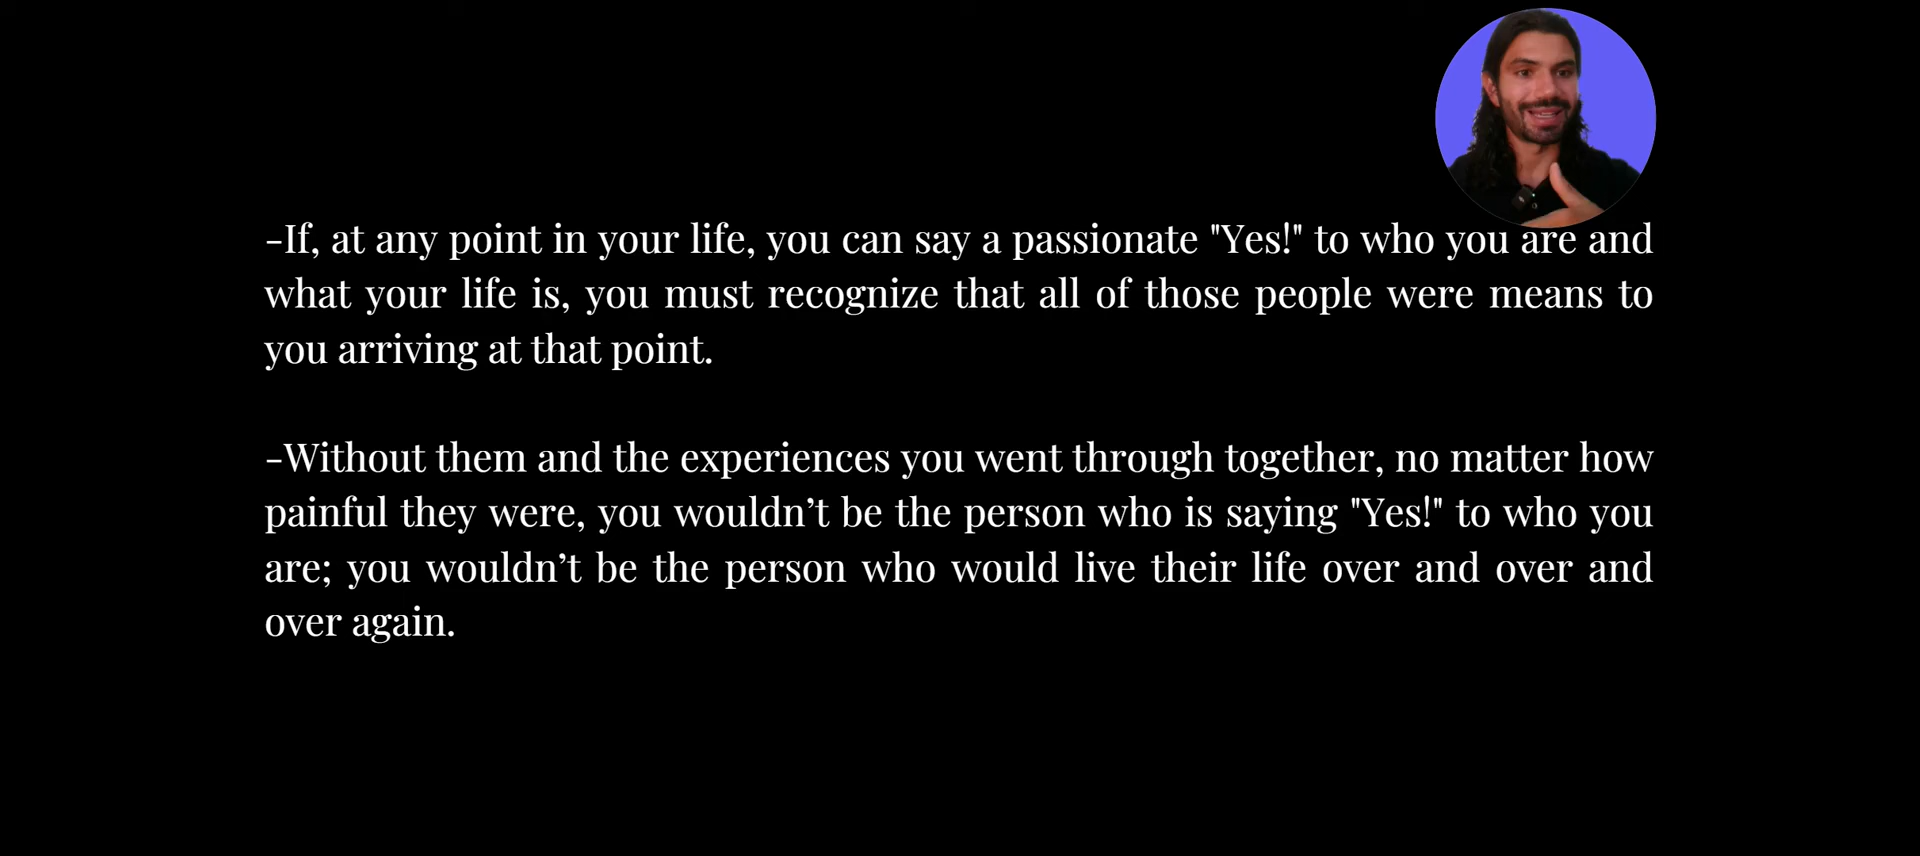 -If, at any point in your life, you can say a passionate "Yes!" to who you are and
what your life is, you must recognize that all of those people were means to
you arriving at that point.
-Without them and the experiences you went through together, no matter how
painful they were, you wouldn’t be the person who is saying "Yes!" to who you
are; you wouldn’t be the person who would live their life over and over and
over again.